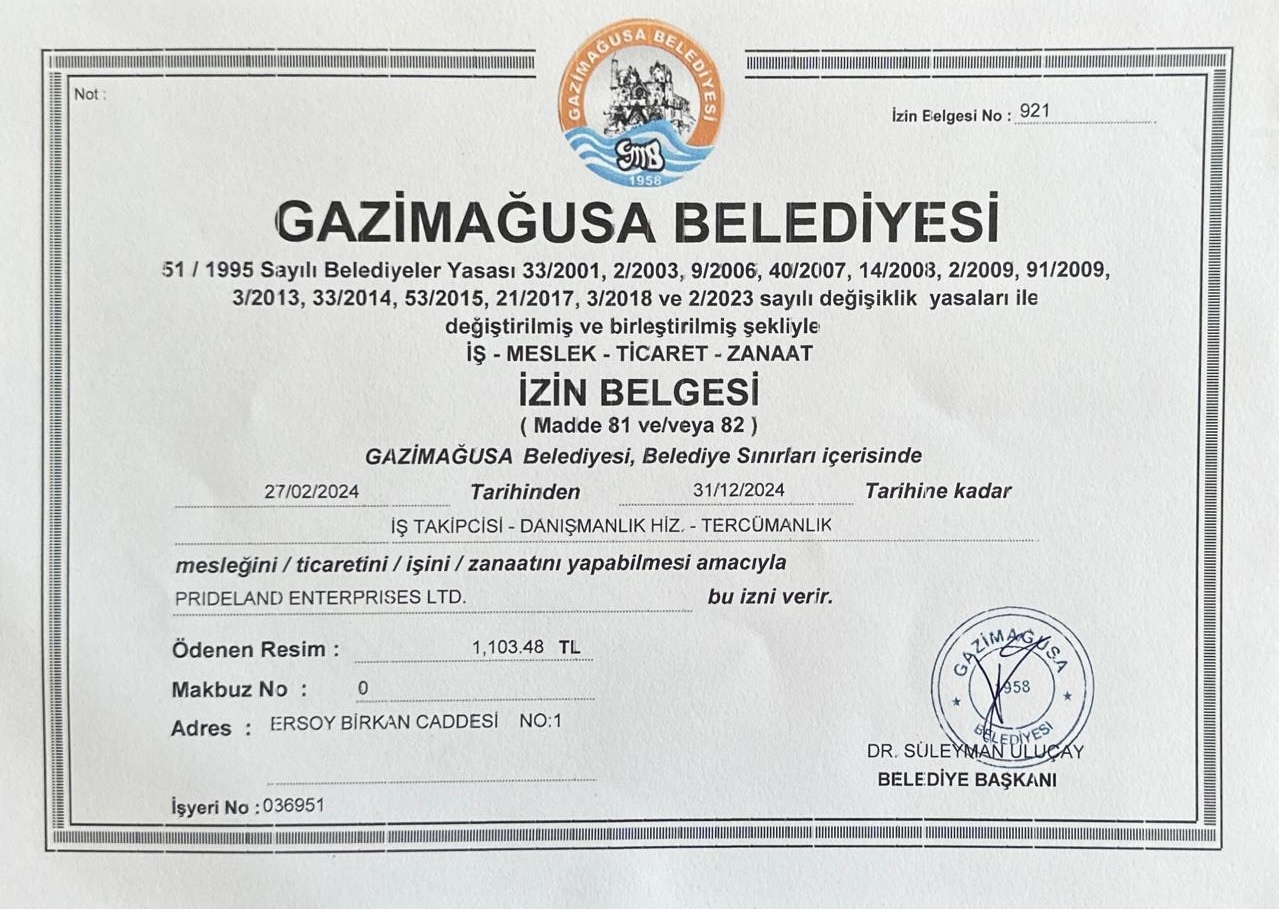 GAZİMAĞUSA BELEDİYESİ
GMB
1958
Not :
İzin Belgesi No : 921
GAZİMAĞUSA BELEDİYESİ
51 / 1995 Sayılı Belediyeler Yasası 33/2001, 2/2003, 9/2006, 40/2007, 14/2008, 2/2009, 91/2009,
3/2013, 33/2014, 53/2015, 21/2017, 3/2018 ve 2/2023 sayılı değişiklik yasaları ile
değiştirilmiş ve birleştirilmiş şekliyle
İŞ - MESLEK - TİCARET - ZANAAT
İZİN BELGESİ
( Madde 81 ve/veya 82 )
GAZİMAĞUSA Belediyesi, Belediye Sınırları içerisinde
27/02/2024 Tarihinden 31/12/2024 Tarihine kadar
İŞ TAKİPCİSİ - DANIŞMANLIK HİZ. - TERCÜMANLIK
mesleğini / ticaretini / işini / zanaatını yapabilmesi amacıyla
PRIDELAND ENTERPRISES LTD. bu izni verir.
Ödenen Resim : 1,103.48 TL
Makbuz No : 0
Adres : ERSOY BİRKAN CADDESİ NO:1
GAZİMAĞUSA
1958
BELEDİYESİ
DR. SÜLEYMAN ULUÇAY
BELEDİYE BAŞKANI
İşyeri No : 036951